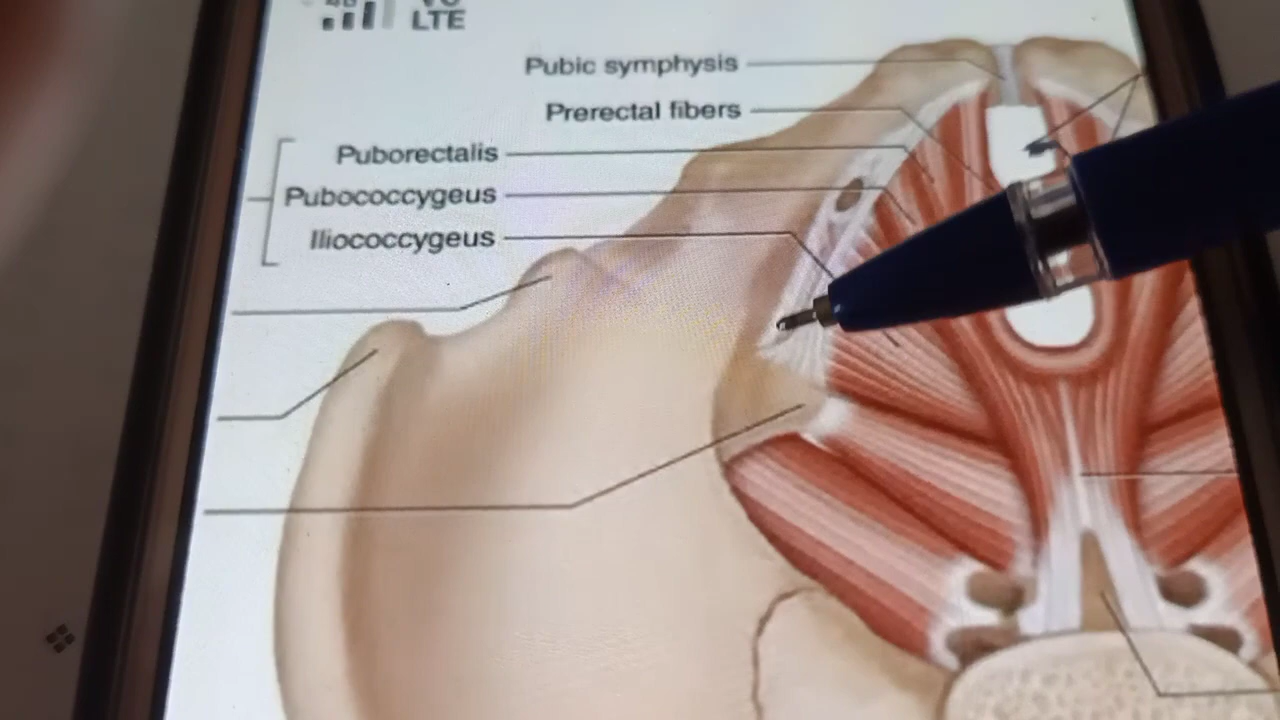 LTE
Pubic symphysis
Prerectal fibers
Puborectalis
Pubococcygeus
Iliococcygeus